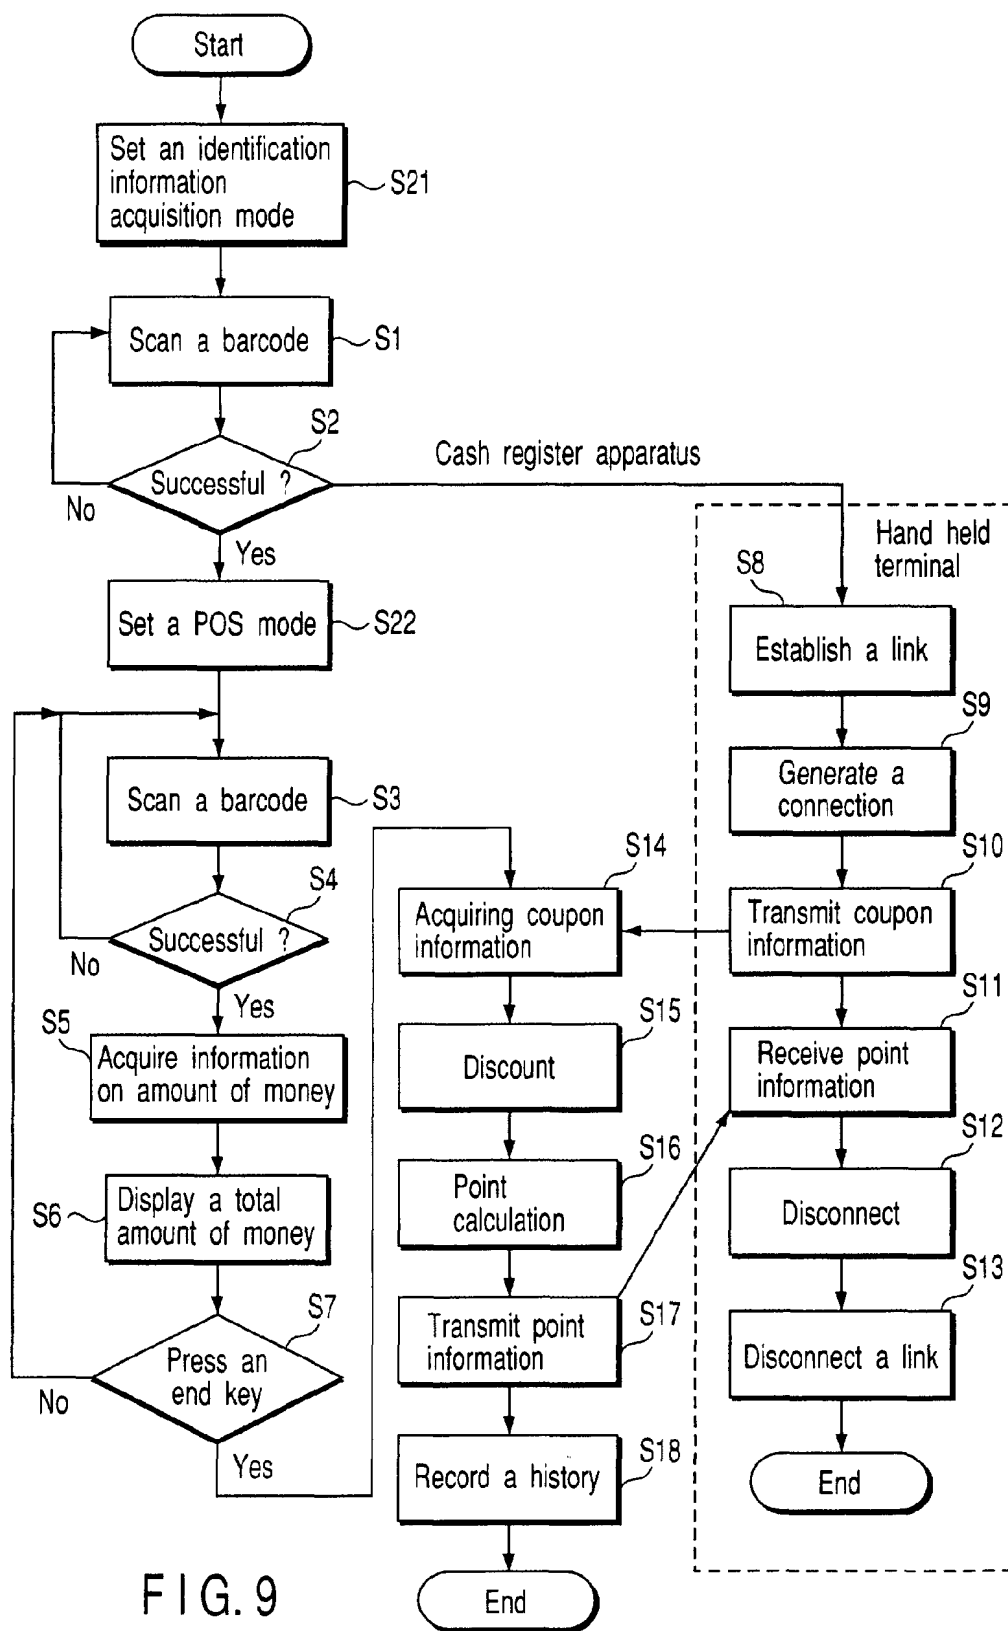 Start
Set an identification
information
acquisition mode
S21
Scan a barcode
S1
S2
Successful ?
No
Yes
Cash register apparatus
Hand held
terminal
Set a POS mode
S22
S8
Establish a link
S9
Generate a
connection
Scan a barcode
S3
S4
Successful ?
No
Yes
S14
Acquiring coupon
information
S10
Transmit coupon
information
S5
Acquire information
on amount of money
S15
Discount
S11
Receive point
information
S6
Display a total
amount of money
S16
Point
calculation
S12
Disconnect
S7
Press an
end key
No
Yes
S17
Transmit point
information
S13
Disconnect a link
S18
Record a history
End
End
FIG. 9